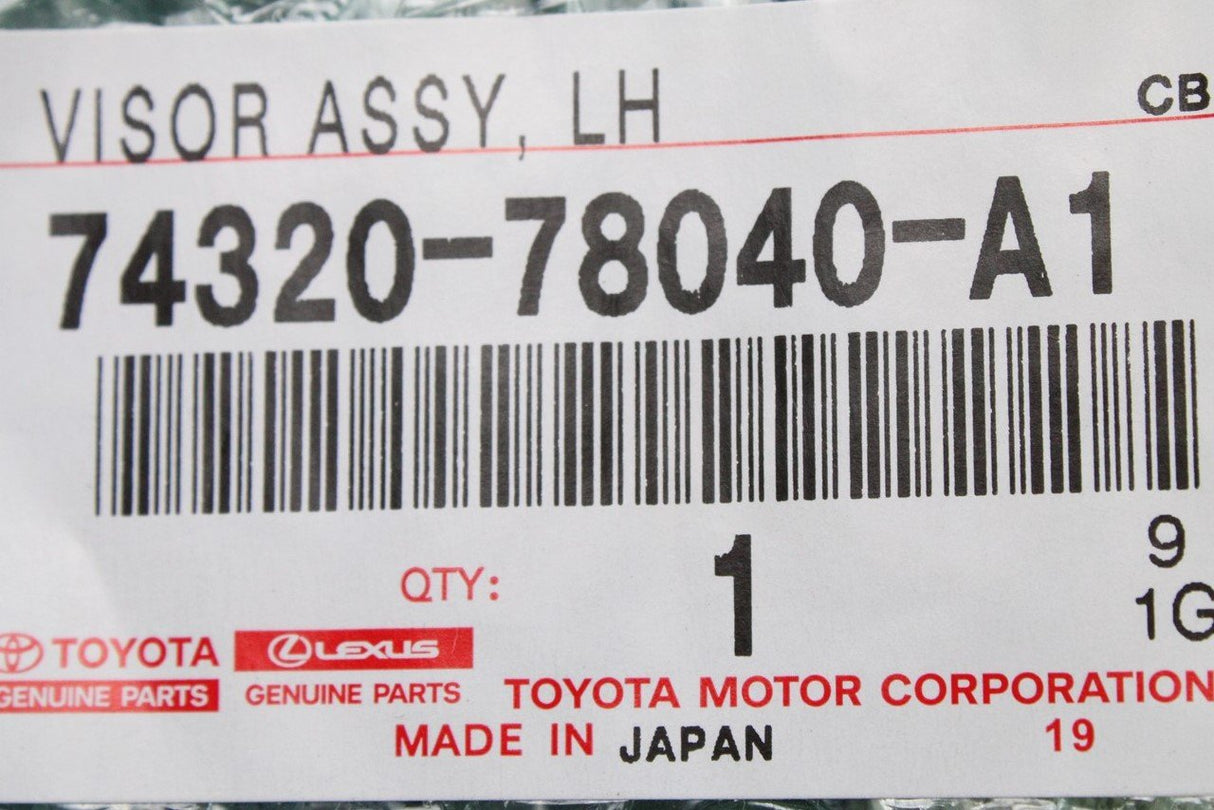 VISOR ASSY, LH
CB
74320-78040-A1
9
QTY: 1
1G
TOYOTA
GENUINE PARTS
LEXUS
GENUINE PARTS
TOYOTA MOTOR CORPORATION
MADE IN JAPAN
19